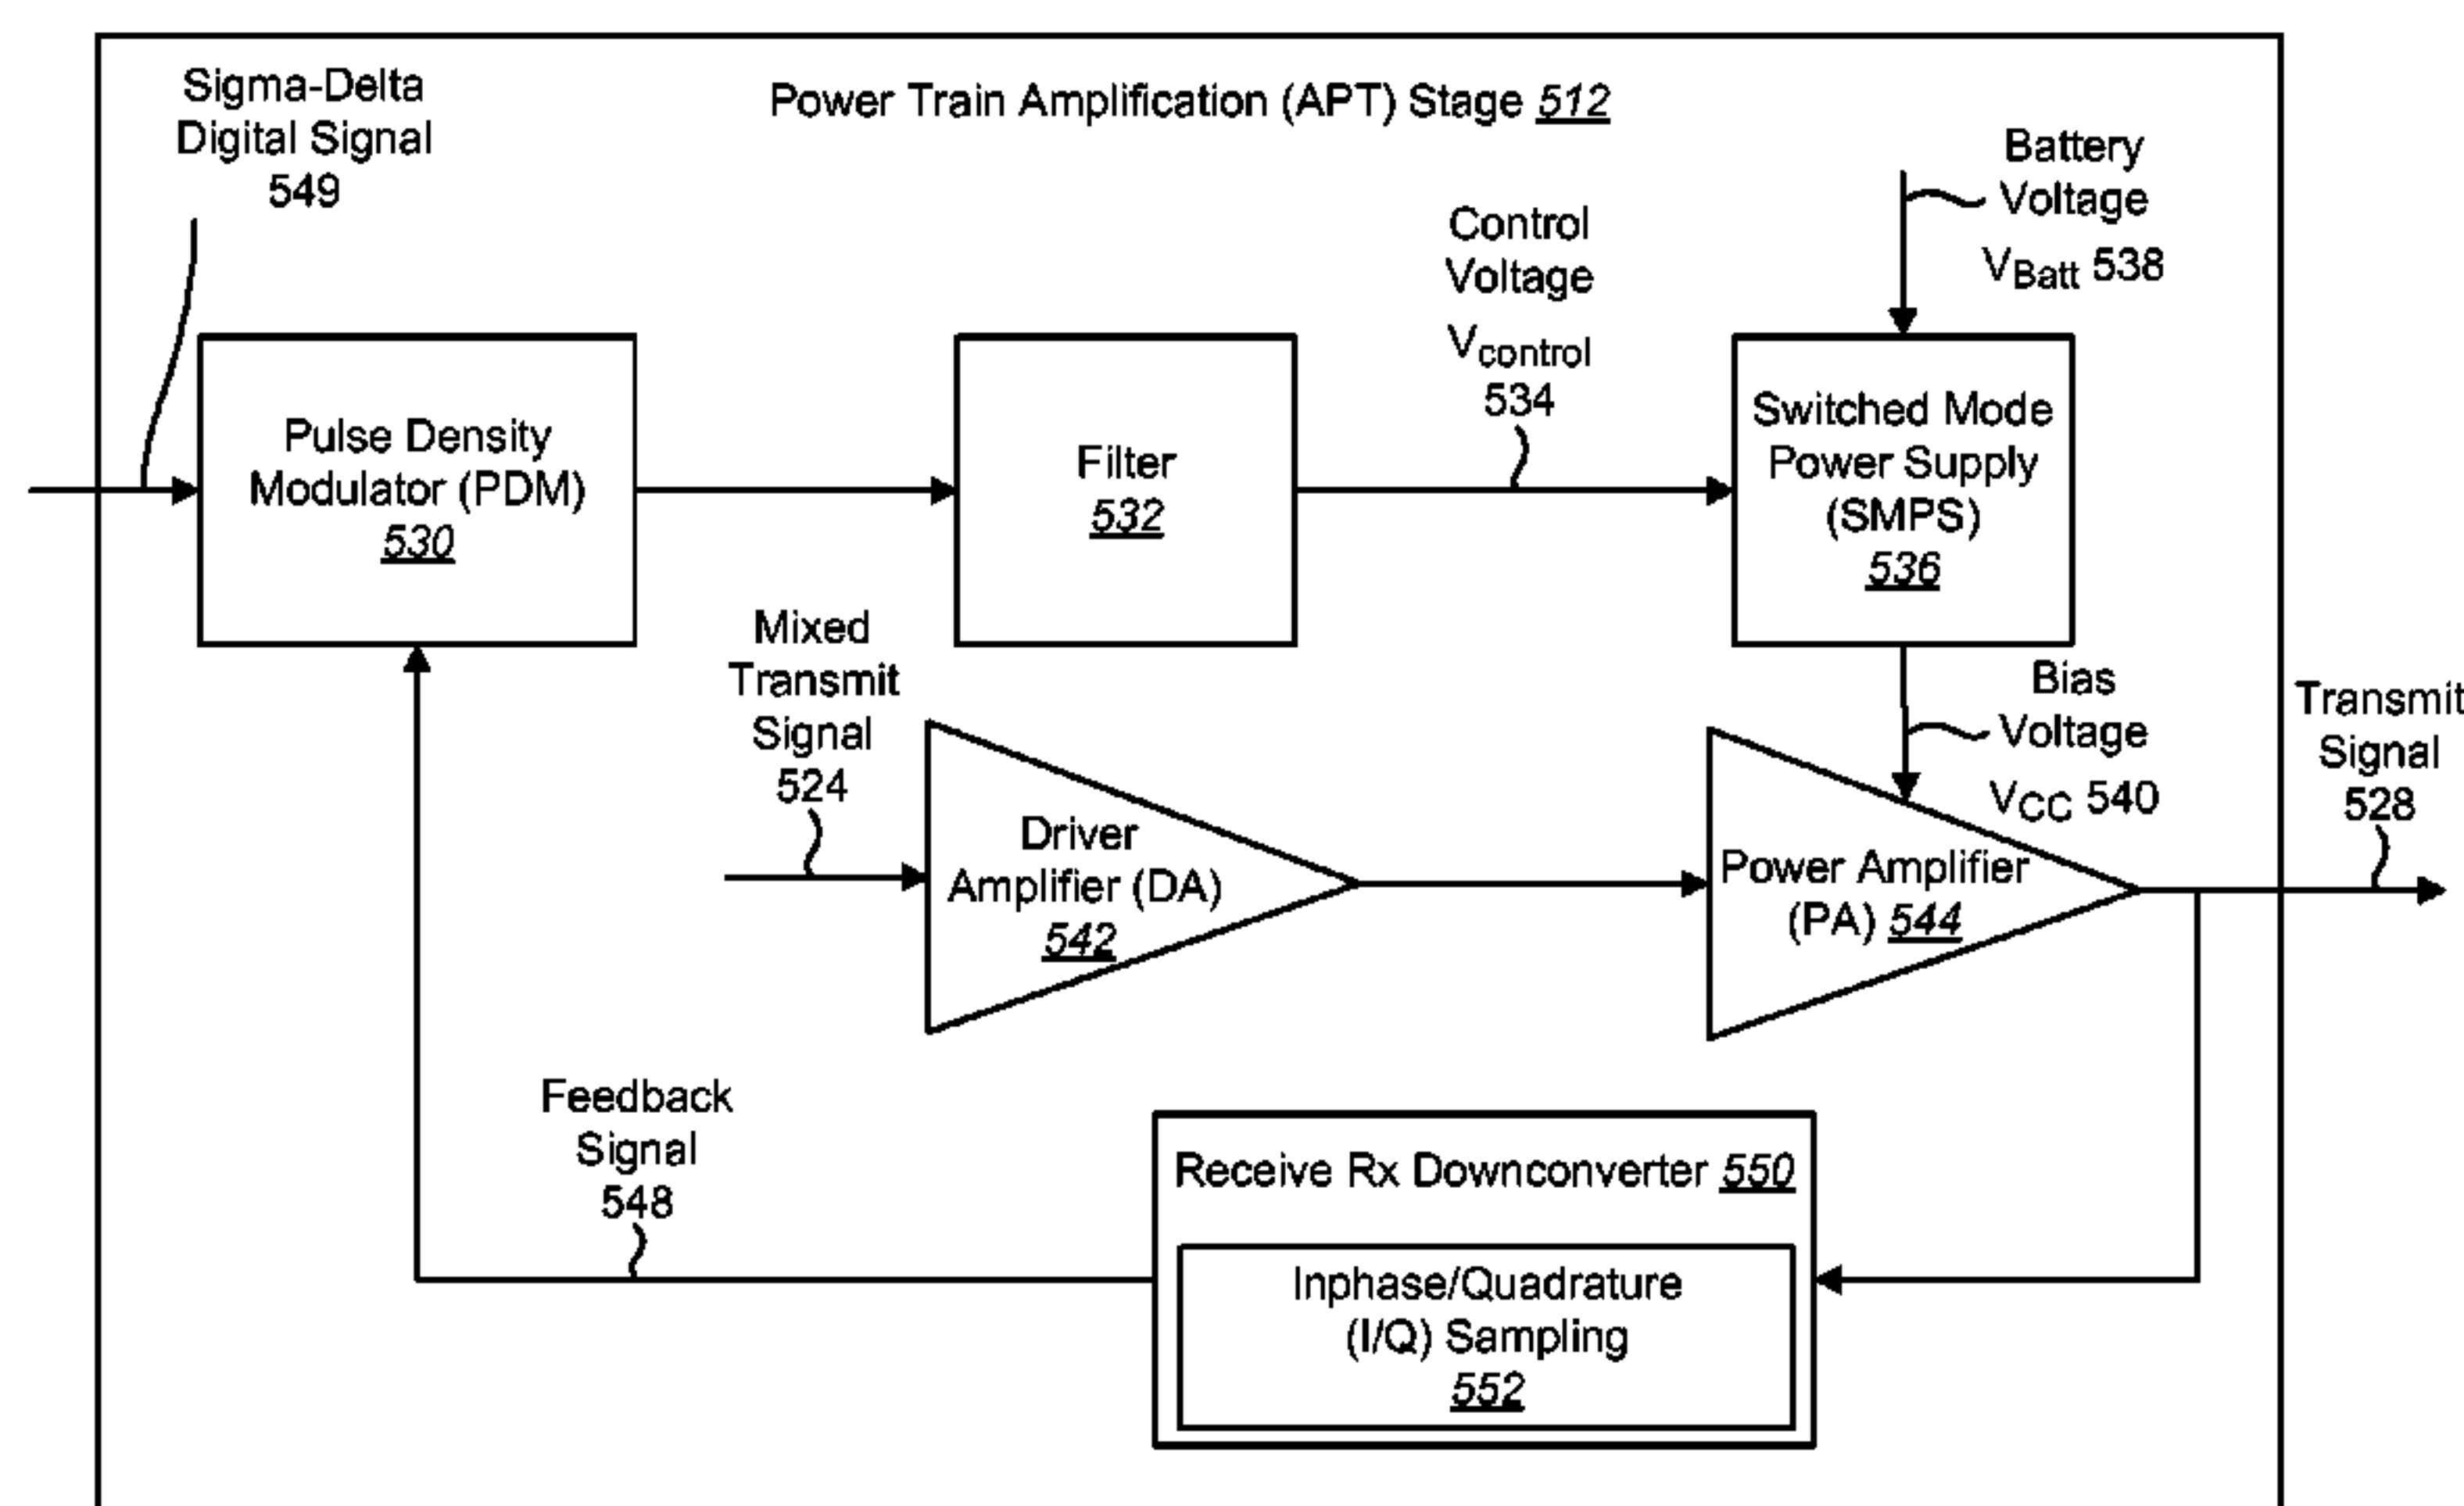 Sigma-Delta
Digital Signal
549
Power Train Amplification (APT) Stage 512
Battery
Voltage
VBatt 538
Control
Voltage
Vcontrol
534
Pulse Density
Modulator (PDM)
530
Filter
532
Switched Mode
Power Supply
(SMPS)
536
Mixed
Transmit
Signal
524
Bias
Voltage
VCC 540
Transmit
Signal
528
Driver
Amplifier (DA)
542
Power Amplifier
(PA) 544
Feedback
Signal
548
Receive Rx Downconverter 550
Inphase/Quadrature
(I/Q) Sampling
552